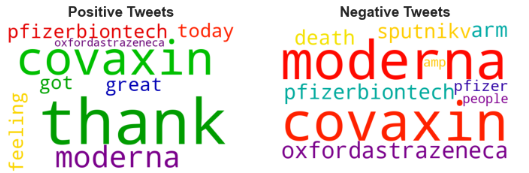 Positive Tweets
pfizerbiontech today
oxfordastrazeneca
covaxin
got great
feeling
thank
moderna
Negative Tweets
death sputnikv arm
moderna
amp
pfizerbiontech pfizer
people
covaxin
oxfordastrazeneca